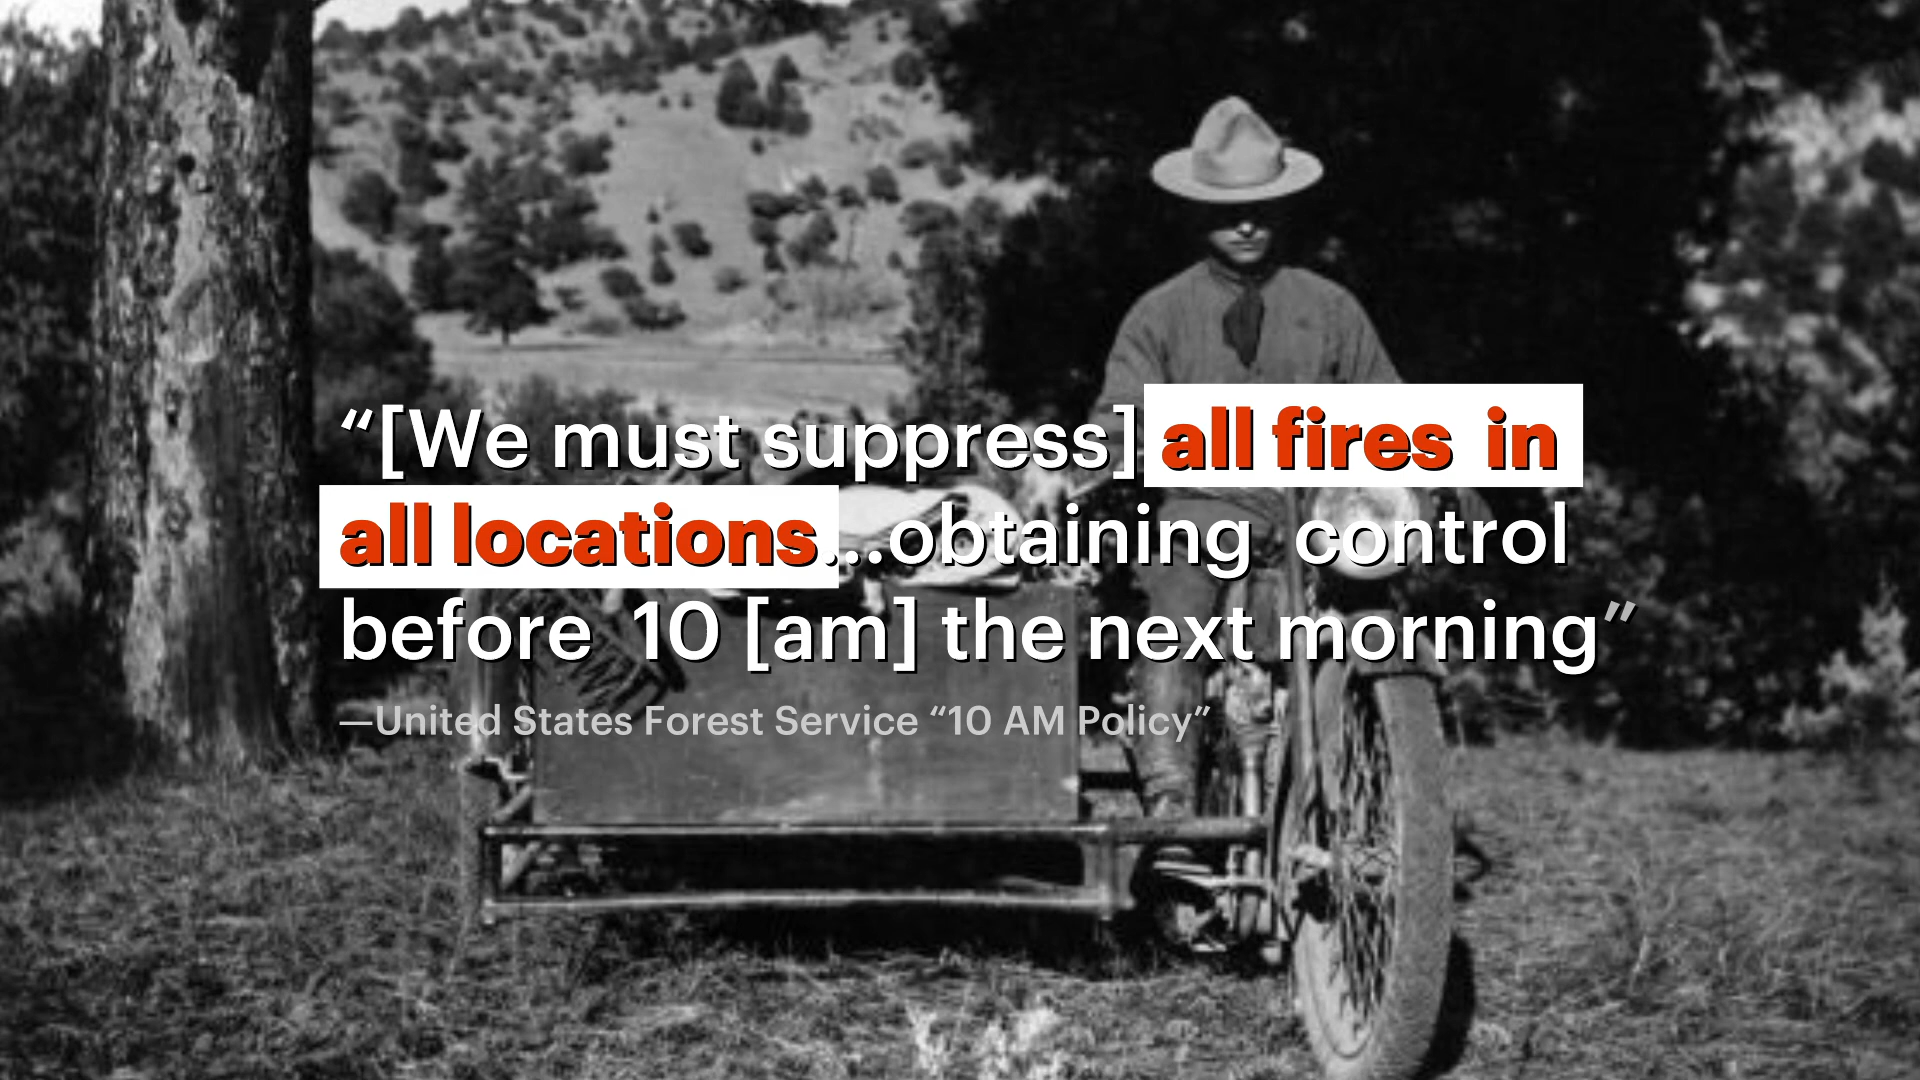 “[We must suppress] all fires in
all locations...obtaining control
before 10 [am] the next morning”
—United States Forest Service “10 AM Policy”